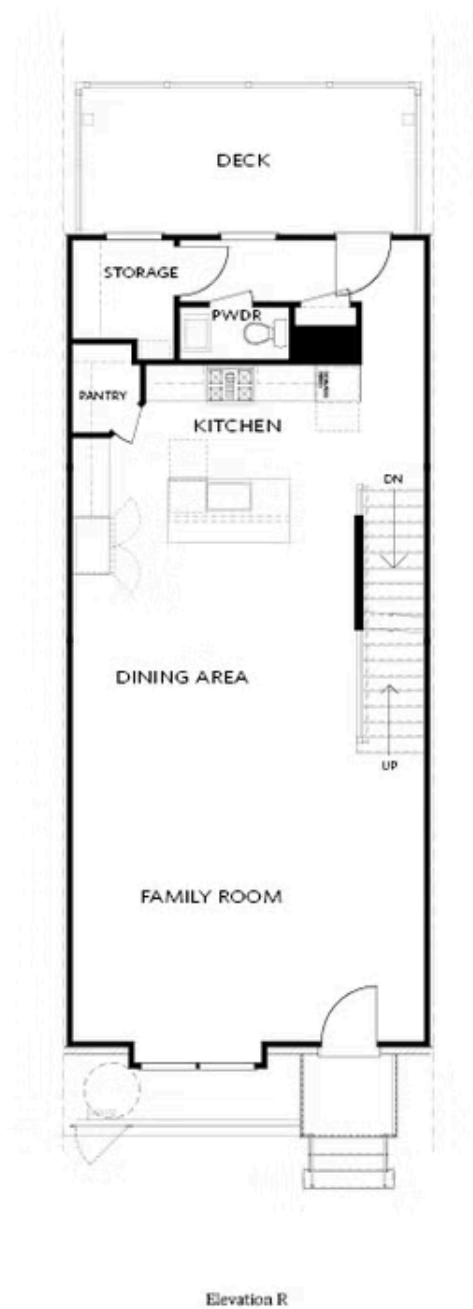 DECK
STORAGE
PWDR
PANTRY
KITCHEN
DN
DINING AREA
UP
FAMILY ROOM
Elevation R